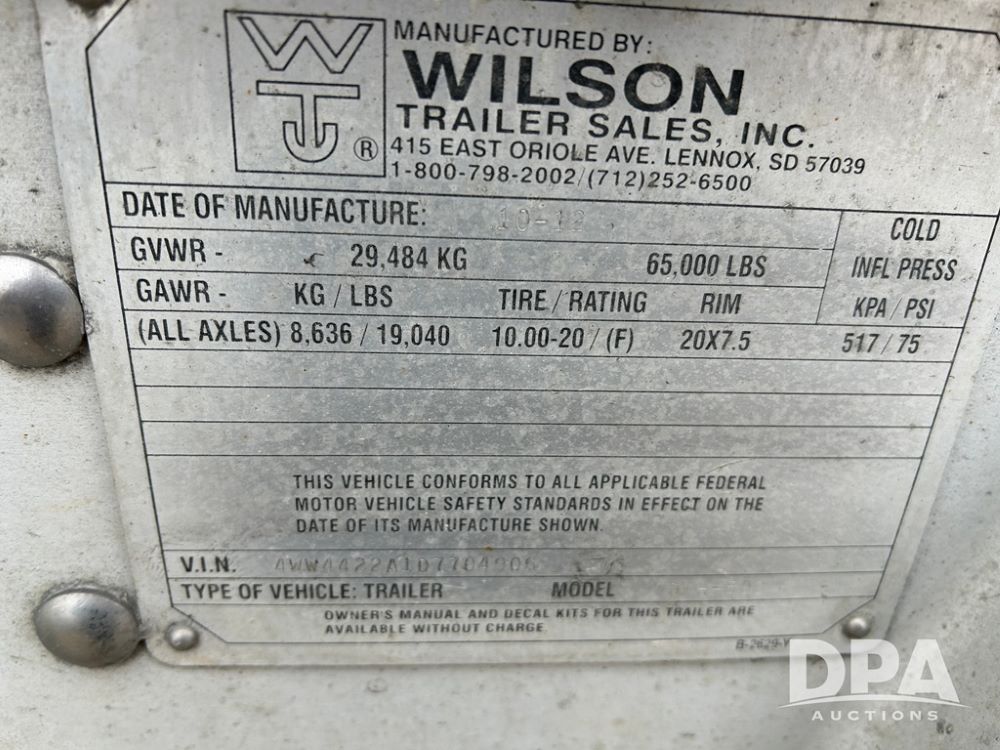 WTJ ®
MANUFACTURED BY:
WILSON
TRAILER SALES, INC.
415 EAST ORIOLE AVE. LENNOX, SD 57039
1-800-798-2002/(712)252-6500
DATE OF MANUFACTURE: 10-12
COLD
GVWR - 29,484 KG 65,000 LBS INFL PRESS
GAWR - KG / LBS TIRE / RATING RIM KPA / PSI
(ALL AXLES) 8,636 / 19,040 10.00-20 / (F) 20X7.5 517 / 75
THIS VEHICLE CONFORMS TO ALL APPLICABLE FEDERAL
MOTOR VEHICLE SAFETY STANDARDS IN EFFECT ON THE
DATE OF ITS MANUFACTURE SHOWN.
V.I.N.
TYPE OF VEHICLE: TRAILER MODEL
OWNER'S MANUAL AND DECAL KITS FOR THIS TRAILER ARE
AVAILABLE WITHOUT CHARGE
DPA
AUCTIONS